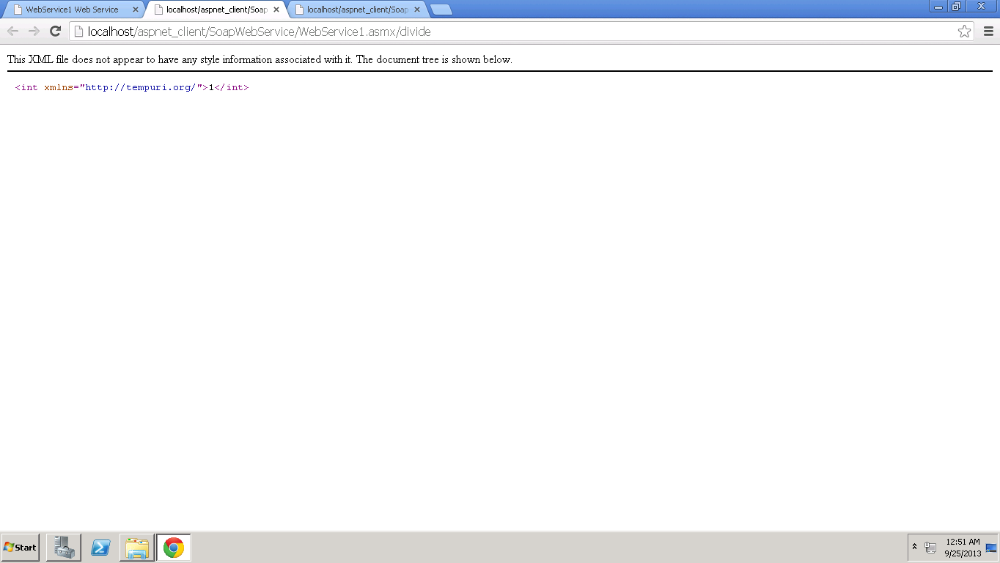 WebService1 Web Service
localhost/aspnet_client/Soap
localhost/aspnet_client/Soap
localhost/aspnet_client/SoapWebService/WebService1.asmx/divide
This XML file does not appear to have any style information associated with it. The document tree is shown below.
<int xmlns="http://tempuri.org/">1</int>
Start
12:51 AM
9/25/2013